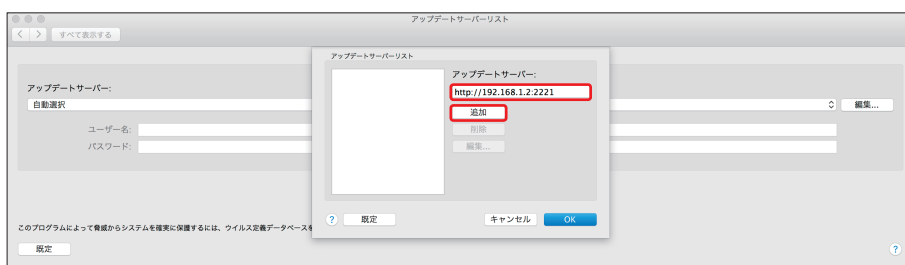 アップデートサーバーリスト
すべて表示する
アップデートサーバーリスト
アップデートサーバー:
http://192.168.1.2:2221
追加
削除
編集...
アップデートサーバー:
自動選択
編集...
ユーザー名:
パスワード:
? 既定 キャンセル OK
このプログラムによって脅威からシステムを確実に保護するには、ウイルス定義データベースを
既定 ?